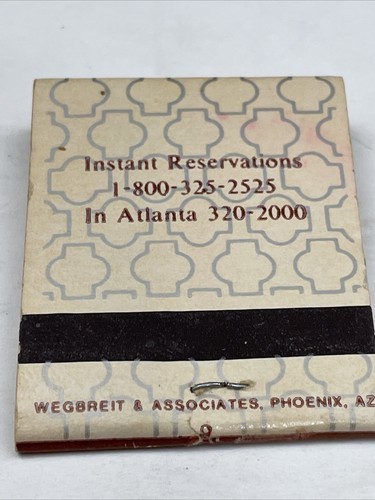 Instant Reservations
1-800-325-2525
In Atlanta 320-2000
WEGBREIT & ASSOCIATES, PHOENIX, AZ